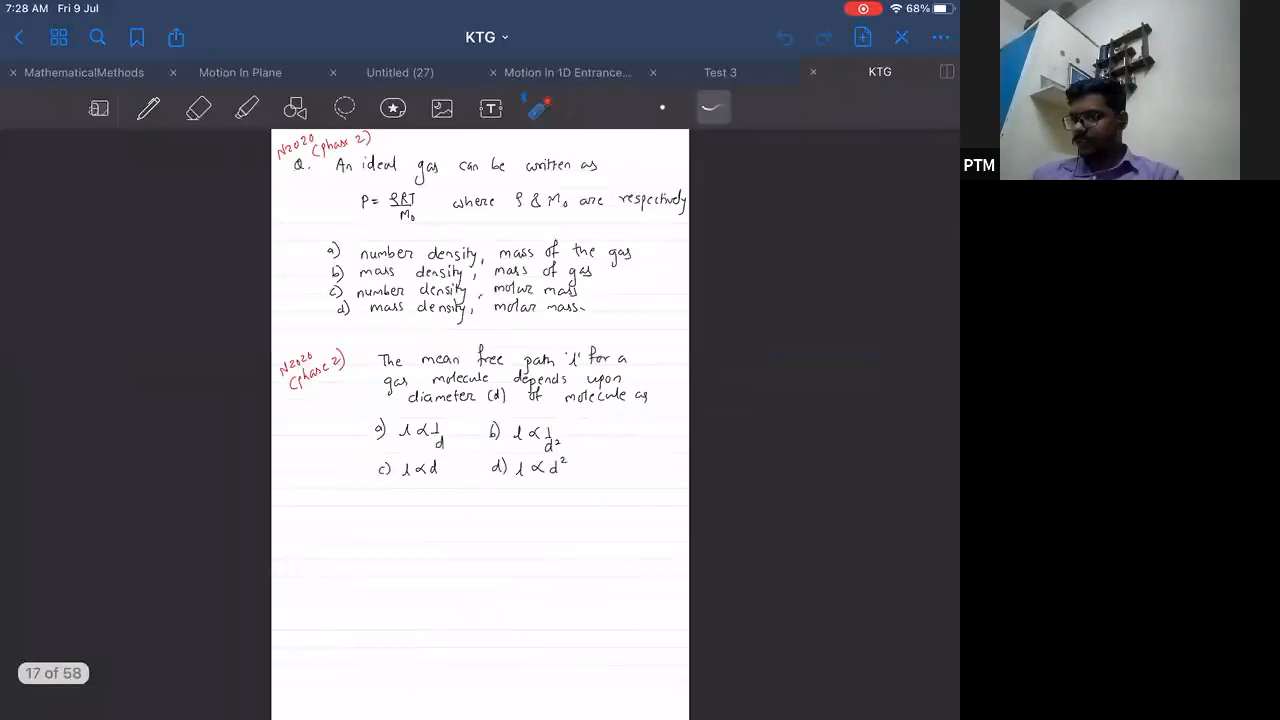 7:28 AM Fri 9 Jul
68%
KTG
MathematicalMethods
Motion In Plane
Untitled (27)
Motion In 1D Entrance...
Test 3
KTG
PTM
N2020 (phase 2)
Q. An ideal gas can be written as
P = ρRT/M₀ where ρ & M₀ are respectively
a) number density, mass of the gas
b) mass density, mass of gas
c) number density, molar mass
d) mass density, molar mass.
N2020 (phase 2)
The mean free path 'l' for a
gas molecule depends upon
diameter (d) of molecule as
a) l ∝ 1/d b) l ∝ 1/d²
c) l ∝ d d) l ∝ d²
17 of 58